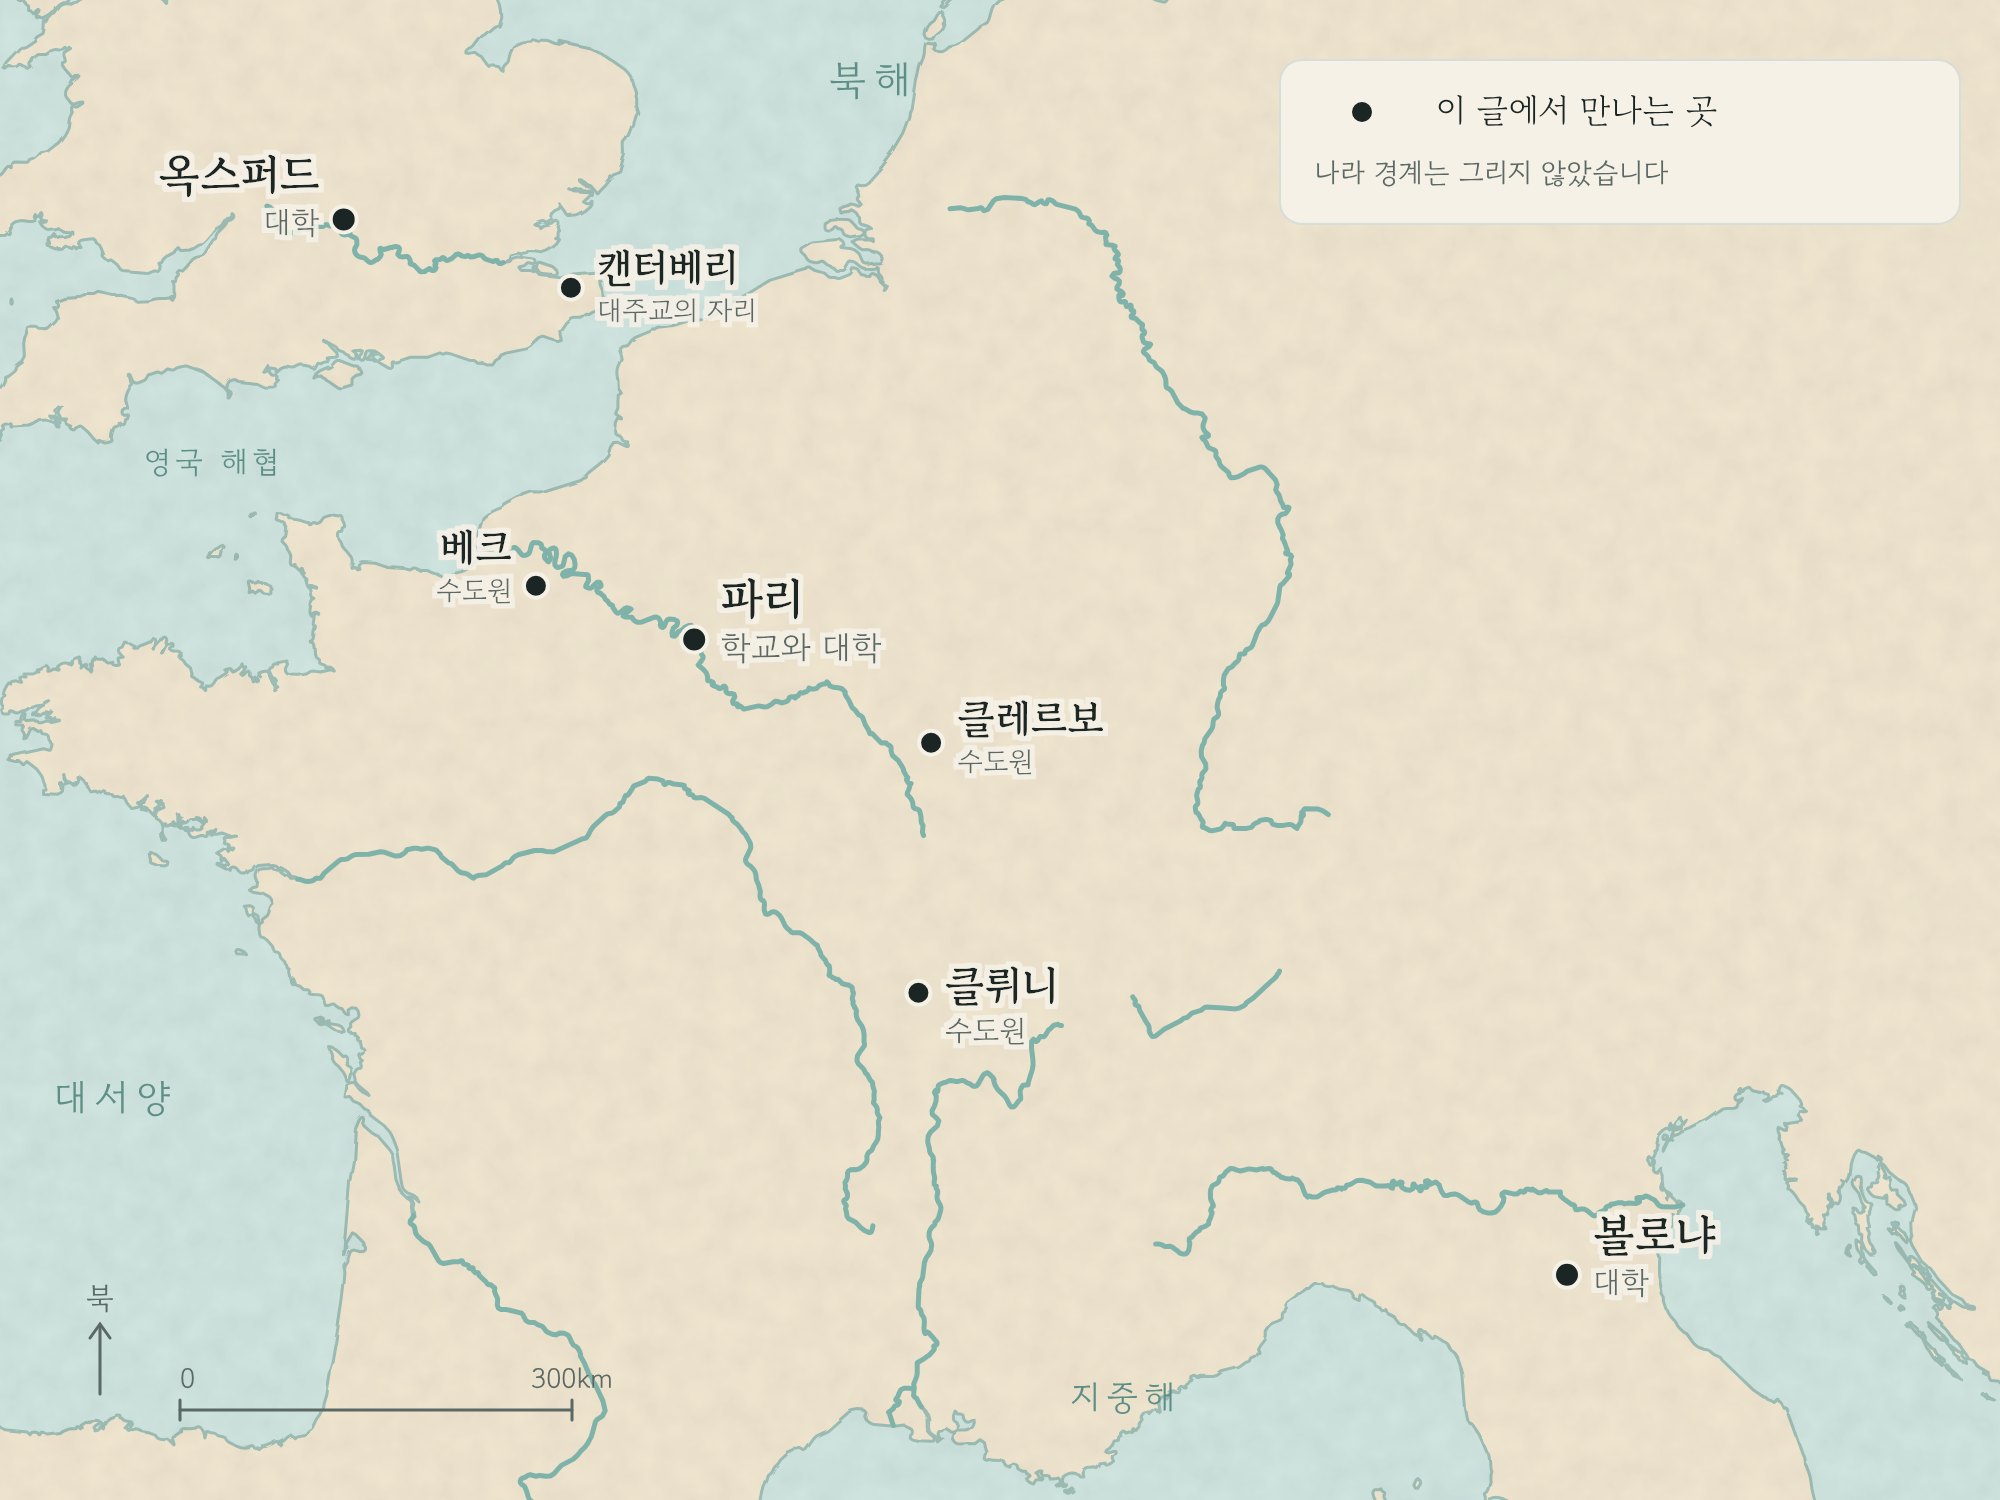 북해
이 글에서 만나는 곳
나라 경계는 그리지 않았습니다
옥스퍼드
대학
캔터베리
대주교의 자리
영국 해협
베크
수도원
파리
학교와 대학
클레르보
수도원
클뤼니
수도원
대서양
볼로냐
대학
북
0 300km
지중해